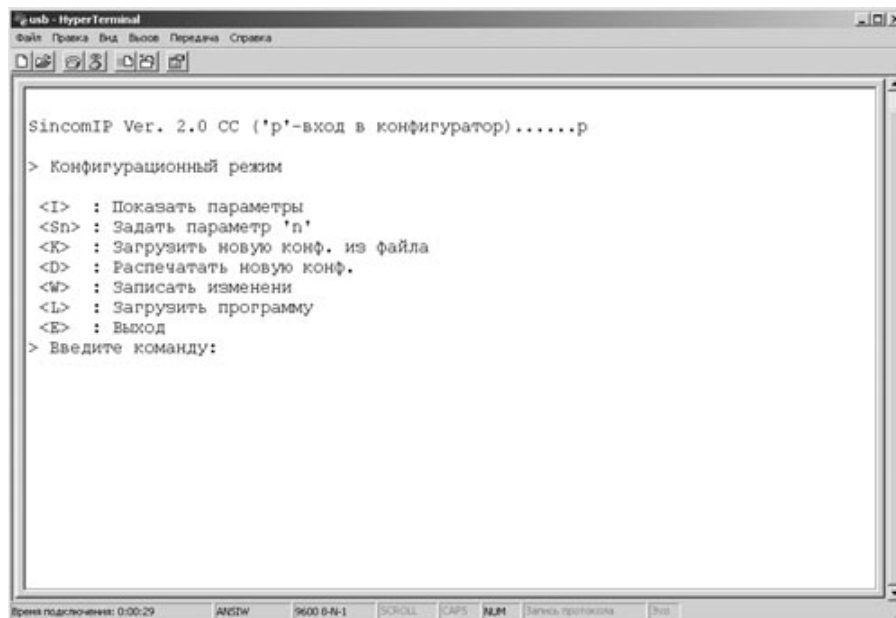 usb - HyperTerminal
Файл Правка Вид Вызов Передача Справка
SincomIP Ver. 2.0 CC ('p'-вход в конфигуратор)......p
> Конфигурационный режим
<I> : Показать параметры
<Sn> : Задать параметр 'n'
<K> : Загрузить новую конф. из файла
<D> : Распечатать новую конф.
<W> : Записать изменени
<L> : Загрузить программу
<E> : Выход
> Введите команду:
Время подключения: 0:00:29 ANSIW 9600 8-N-1 SCROLL CAPS NUM Запись протокола Эхо